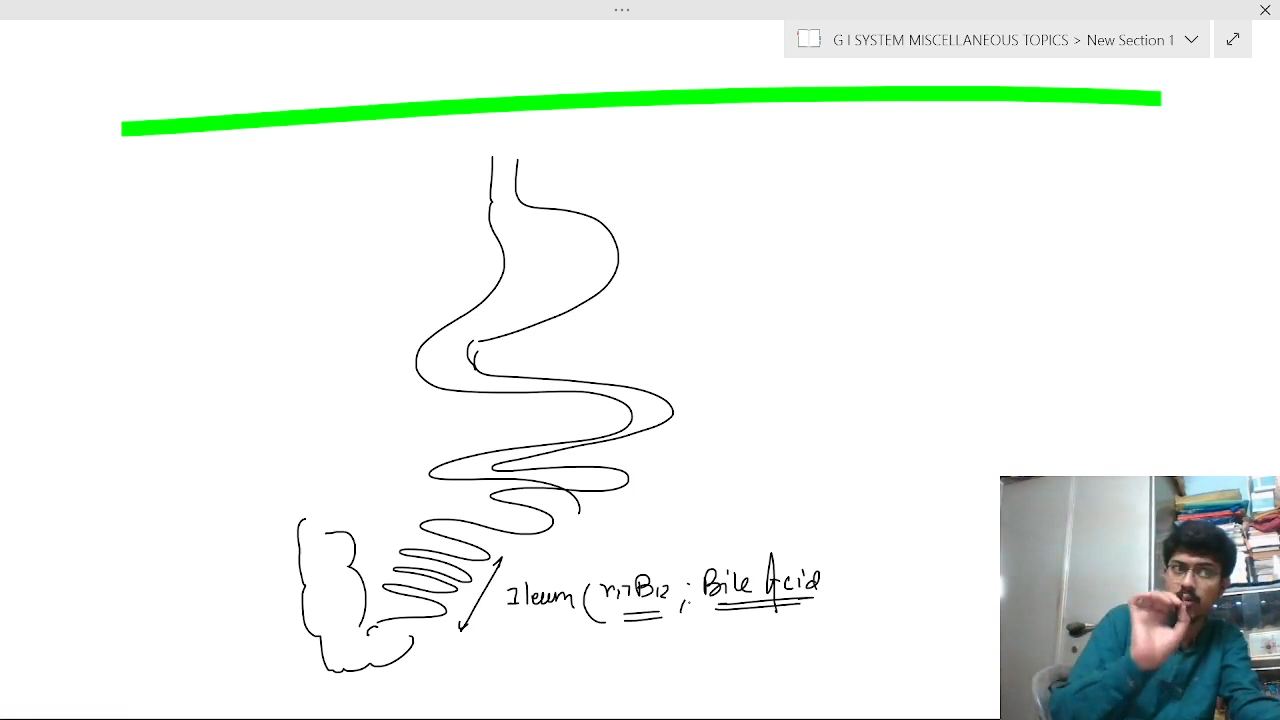 G I SYSTEM MISCELLANEOUS TOPICS > New Section 1
Ileum ( B12 ; Bile Acid